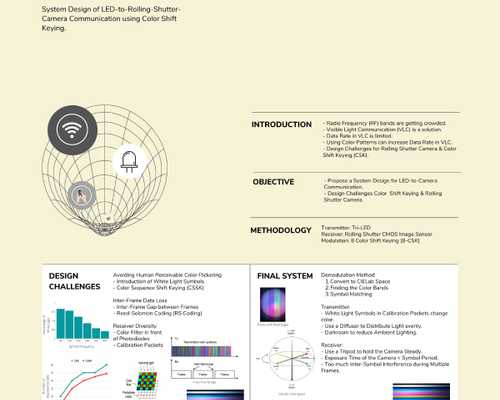 System Design of LED-to-Rolling-Shutter-
Camera Communication using Color Shift
Keying.
INTRODUCTION
- Radio Frequency (RF) bands are getting crowded.
- Visible Light Communication (VLC) is a solution.
- Data Rate in VLC is limited.
- Using Color Patterns can increase Data Rate in VLC.
- Design Challenges for Rolling Shutter Camera & Color
Shift Keying (CSK).
OBJECTIVE
- Propose a System Design for LED-to-Camera
Communication.
- Design Challenges Color Shift Keying & Rolling
Shutter Camera.
METHODOLOGY
Transmitter: Tri-LED
Receiver: Rolling Shutter CMOS Image Sensor
Modulation: 8 Color Shift Keying (8-CSK)
DESIGN
CHALLENGES
Avoiding Human Perceivable Color Flickering:
- Introduction of White Light Symbols
- Color Sequence Shift Keying (CSSK)
Inter-Frame Data Loss
- Inter-Frame Gap between Frames
- Reed Solomon Coding (RS-Coding)
Receiver Diversity
- Color Filter in front
of Photodiodes
- Calibration Packets
FINAL SYSTEM
Demodulation Method
1.Convert to CIELab Space
2.Finding the Color Bands
3.Symbol Matching
Transmitter:
- White Light Symbols in Calibration Packets change
color.
- Use a Diffuser to Distribute Light evenly.
- Darkroom to reduce Ambient Lighting.
Receiver:
- Use a Tripod to hold the Camera Steady.
- Exposure Time of the Camera < Symbol Period.
- Too much Inter-Symbol Interference during Multiple
Frames.